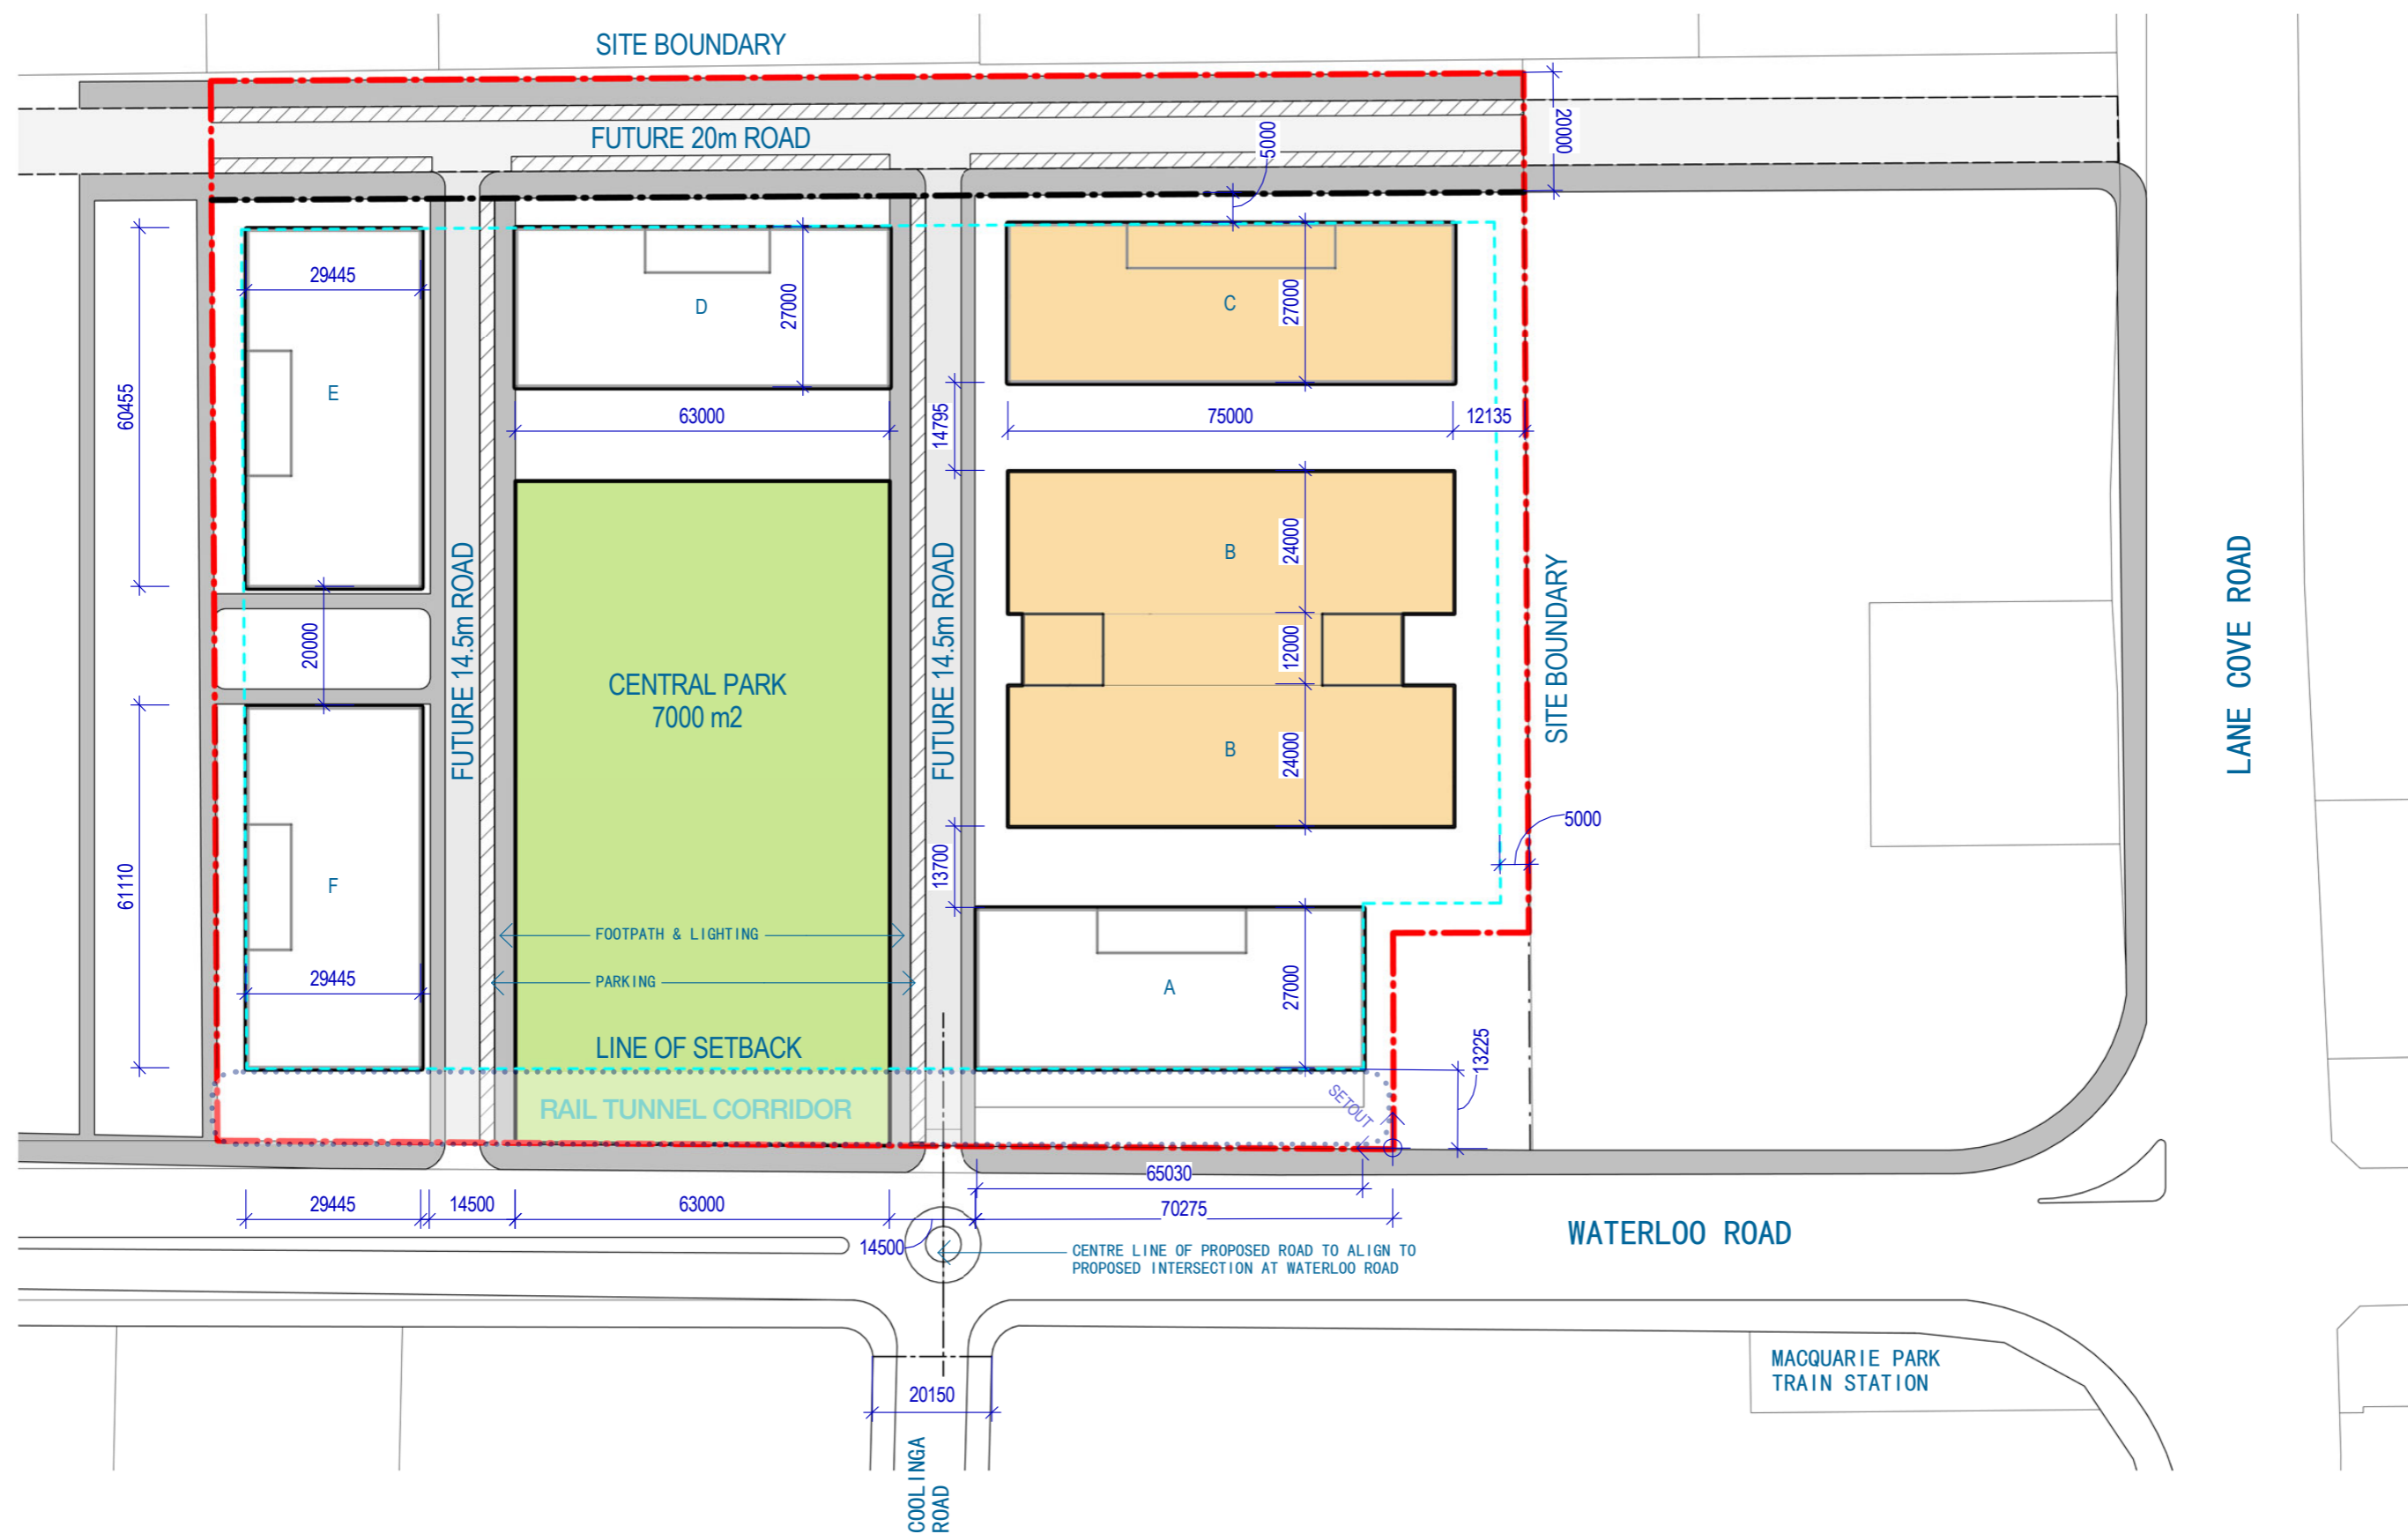 SITE BOUNDARY
FUTURE 20m ROAD
5000
20000
29445
D
27000
C
27000
E
60455
63000
14795
75000
12135
FUTURE 14.5m ROAD
FUTURE 14.5m ROAD
24000
B
SITE BOUNDARY
LANE COVE ROAD
20000
12000
CENTRAL PARK
7000 m2
B
24000
5000
61110
F
13700
FOOTPATH & LIGHTING
PARKING
29445
A
27000
LINE OF SETBACK
13225
RAIL TUNNEL CORRIDOR
SETOUT
65030
29445
14500
63000
70275
14500
WATERLOO ROAD
CENTRE LINE OF PROPOSED ROAD TO ALIGN TO
PROPOSED INTERSECTION AT WATERLOO ROAD
MACQUARIE PARK
TRAIN STATION
20150
COOLINGA
ROAD